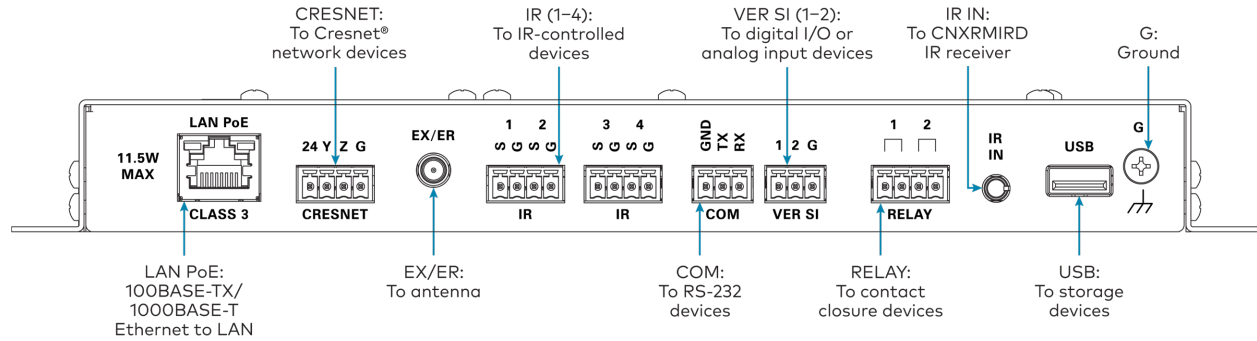 CRESNET:
To Cresnet®
network devices
IR (1–4):
To IR-controlled
devices
VER SI (1–2):
To digital I/O or
analog input devices
IR IN:
To CNXRMIRD
IR receiver
G:
Ground
LAN PoE
11.5W
MAX
CLASS 3
24 Y Z G
CRESNET
EX/ER
1 2
S G S G
IR
3 4
S G S G
IR
GND
TX
RX
COM
1 2 G
VER SI
1 2
RELAY
IR
IN
USB
G
LAN PoE:
100BASE-TX/
1000BASE-T
Ethernet to LAN
EX/ER:
To antenna
COM:
To RS-232
devices
RELAY:
To contact
closure devices
USB:
To storage
devices